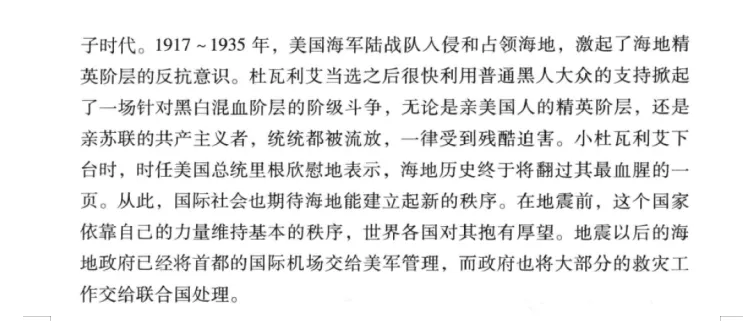 子时代。1917～1935 年，美国海军陆战队入侵和占领海地，激起了海地精
英阶层的反抗意识。杜瓦利艾当选之后很快利用普通黑人大众的支持掀起
了一场针对黑白混血阶层的阶级斗争，无论是亲美国人的精英阶层，还是
亲苏联的共产主义者，统统都被流放，一律受到残酷迫害。小杜瓦利艾下
台时，时任美国总统里根欣慰地表示，海地历史终于将翻过其最血腥的一
页。从此，国际社会也期待海地能建立起新的秩序。在地震前，这个国家
依靠自己的力量维持基本的秩序，世界各国对其抱有厚望。地震以后的海
地政府已经将首都的国际机场交给美军管理，而政府也将大部分的救灾工
作交给联合国处理。